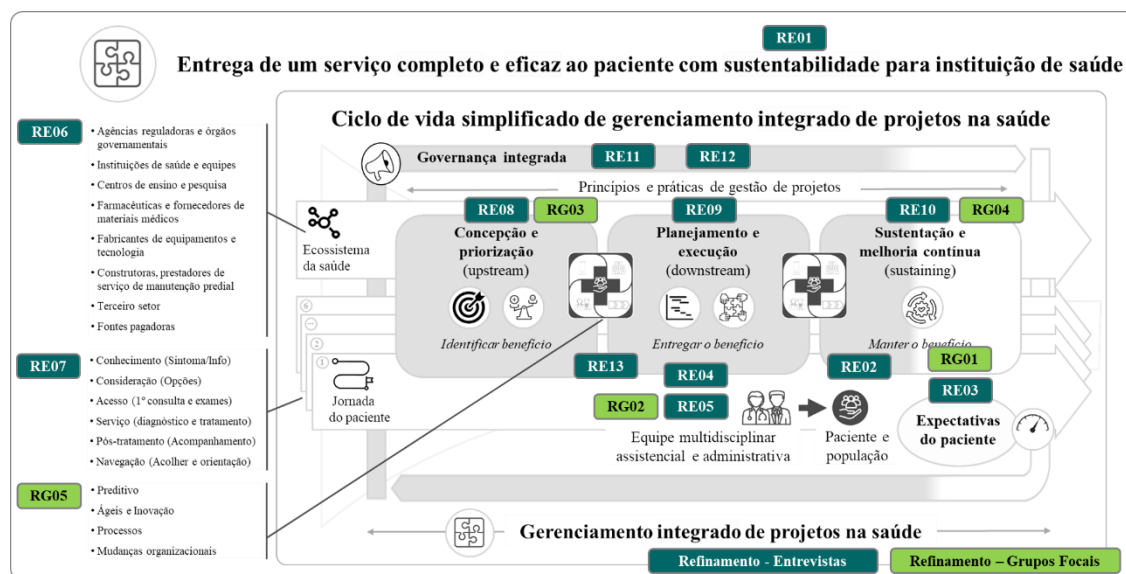 RE01
Entrega de um serviço completo e eficaz ao paciente com sustentabilidade para instituição de saúde
RE06
• Agências reguladoras e órgãos
governamentais
• Instituições de saúde e equipes
• Centros de ensino e pesquisa
• Farmacêuticas e fornecedores de
materiais médicos
• Fabricantes de equipamentos e
tecnologia
• Construtoras, prestadores de
serviço de manutenção predial
• Terceiro setor
• Fontes pagadoras
RE07
• Conhecimento (Sintoma/Info)
• Consideração (Opções)
• Acesso (1º consulta e exames)
• Serviço (diagnóstico e tratamento)
• Pós-tratamento (Acompanhamento)
• Navegação (Acolher e orientação)
RG05
• Preditivo
• Ágeis e Inovação
• Processos
• Mudanças organizacionais
Ciclo de vida simplificado de gerenciamento integrado de projetos na saúde
Governança integrada
RE11
RE12
Princípios e práticas de gestão de projetos
Ecossistema
da saúde
RE08
RG03
Concepção e
priorização
(upstream)
Identificar benefício
RE09
Planejamento e
execução
(downstream)
Entregar o benefício
RE10
RG04
Sustentação e
melhoria contínua
(sustaining)
Manter o benefício
6
2
1
Jornada
do paciente
RE13
RE04
RG02
RE05
Equipe multidisciplinar
assistencial e administrativa
RE02
Paciente e
população
RG01
RE03
Expectativas
do paciente
Gerenciamento integrado de projetos na saúde
Refinamento - Entrevistas
Refinamento – Grupos Focais